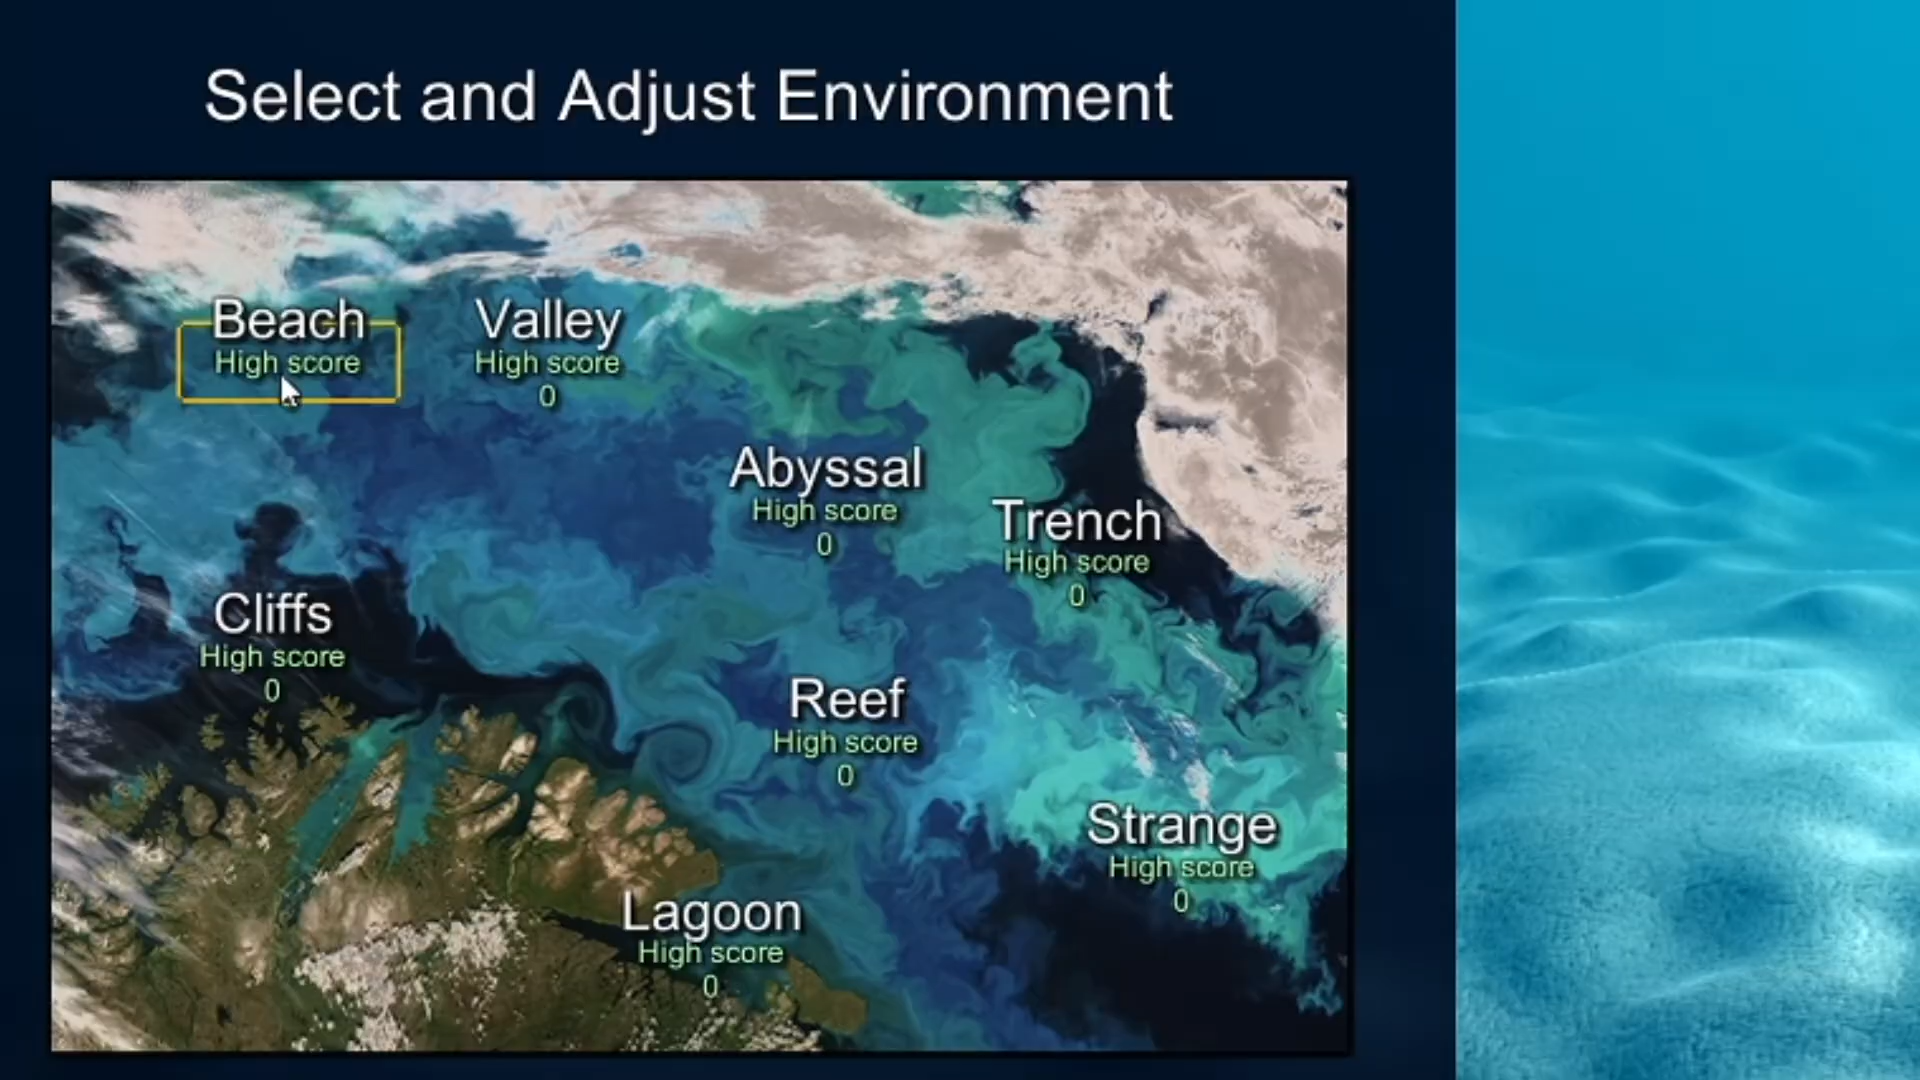 Select and Adjust Environment
Beach
High score
Valley
High score
0
Abyssal
High score
0
Trench
High score
0
Cliffs
High score
0
Reef
High score
0
Strange
High score
0
Lagoon
High score
0